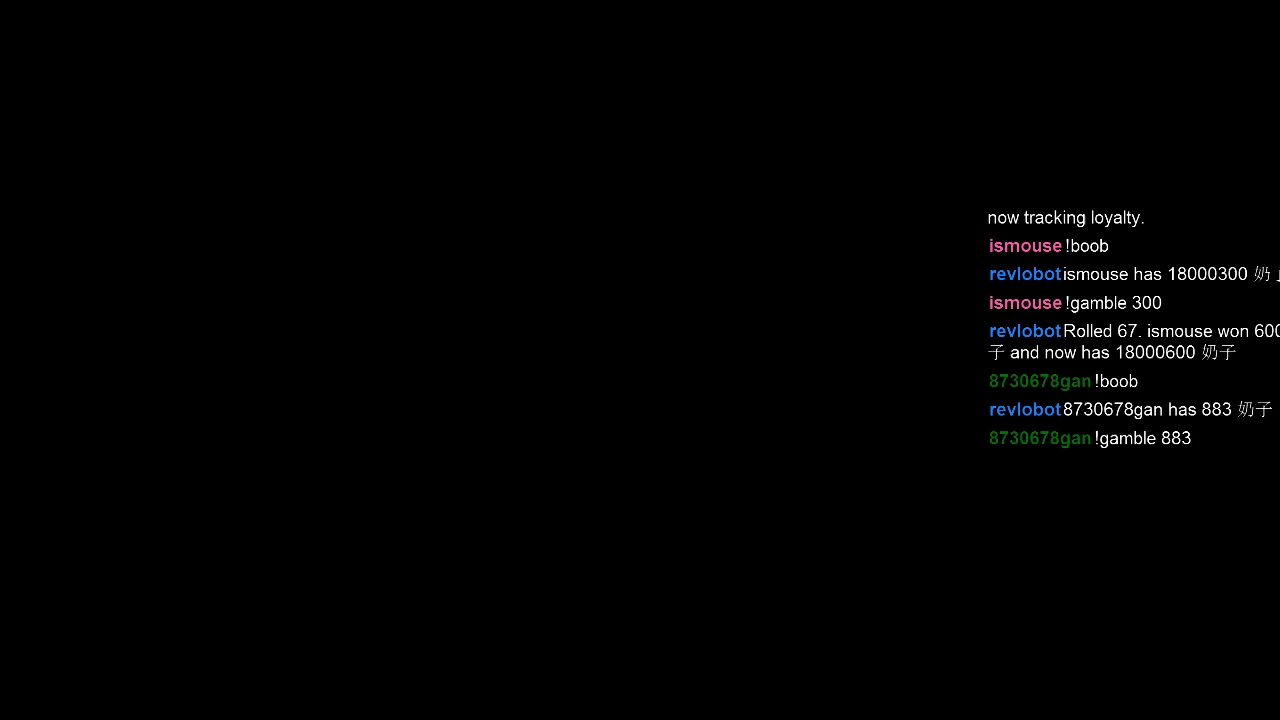 now tracking loyalty.
ismouse !boob
revlobot ismouse has 18000300 奶
ismouse !gamble 300
revlobot Rolled 67. ismouse won 600
子 and now has 18000600 奶子
8730678gan !boob
revlobot 8730678gan has 883 奶子
8730678gan !gamble 883